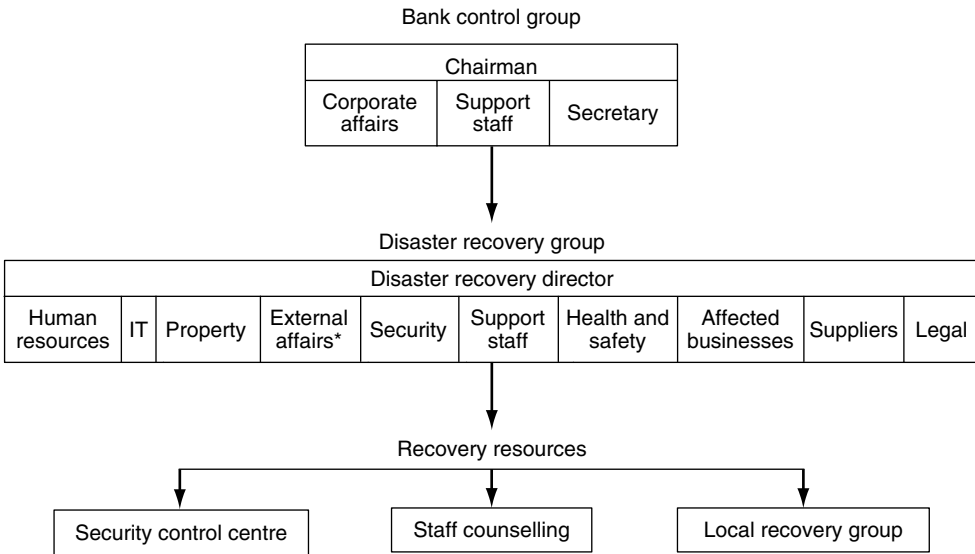 Bank control group
Chairman
Corporate
affairs
Support
staff
Secretary
Disaster recovery group
Disaster recovery director
Human
resources
IT
Property
External
affairs*
Security
Support
staff
Health and
safety
Affected
businesses
Suppliers
Legal
Recovery resources
Security control centre
Staff counselling
Local recovery group